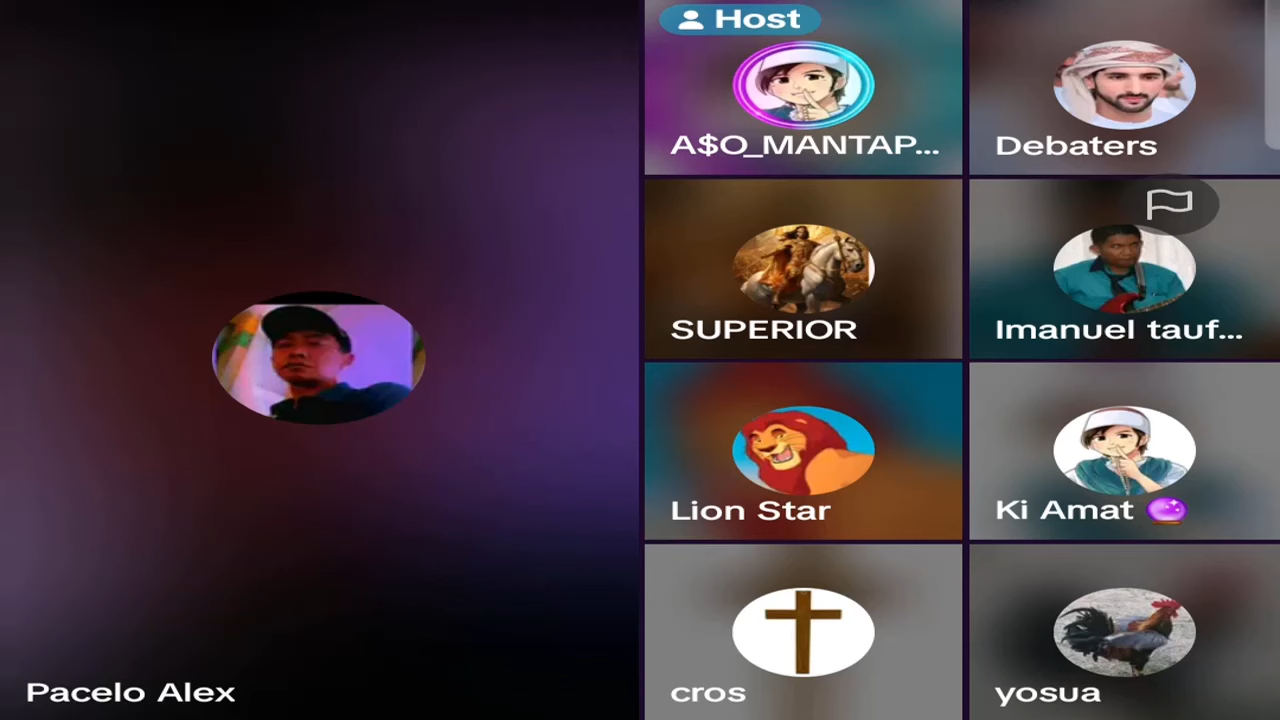 Host
A$O_MANTAP...
Debaters
SUPERIOR
Imanuel tauf...
Lion Star
Ki Amat
cros
yosua
Pacelo Alex